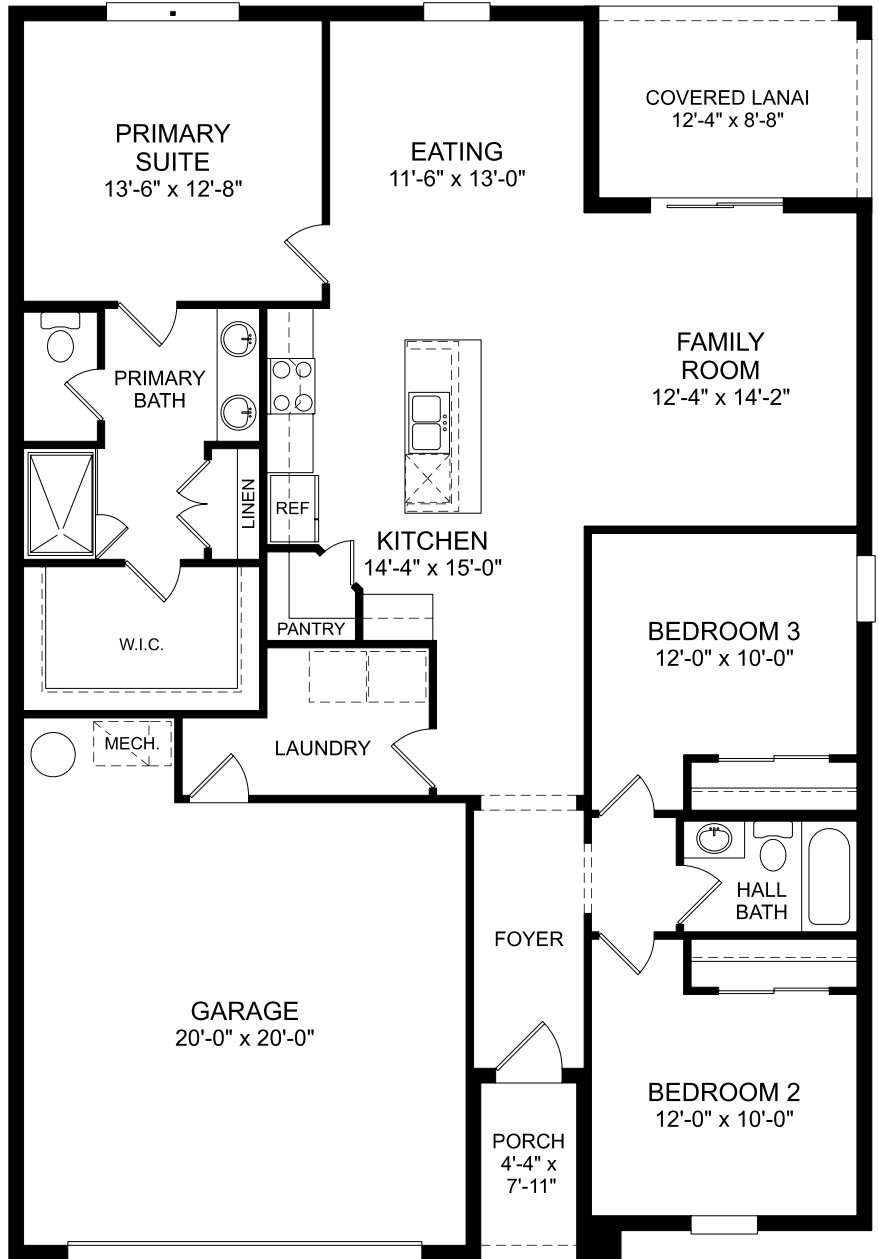 PRIMARY
SUITE
13'-6" x 12'-8"
EATING
11'-6" x 13'-0"
COVERED LANAI
12'-4" x 8'-8"
PRIMARY
BATH
FAMILY
ROOM
12'-4" x 14'-2"
LINEN
REF
KITCHEN
14'-4" x 15'-0"
PANTRY
W.I.C.
BEDROOM 3
12'-0" x 10'-0"
MECH.
LAUNDRY
HALL
BATH
FOYER
GARAGE
20'-0" x 20'-0"
BEDROOM 2
12'-0" x 10'-0"
PORCH
4'-4" x
7'-11"